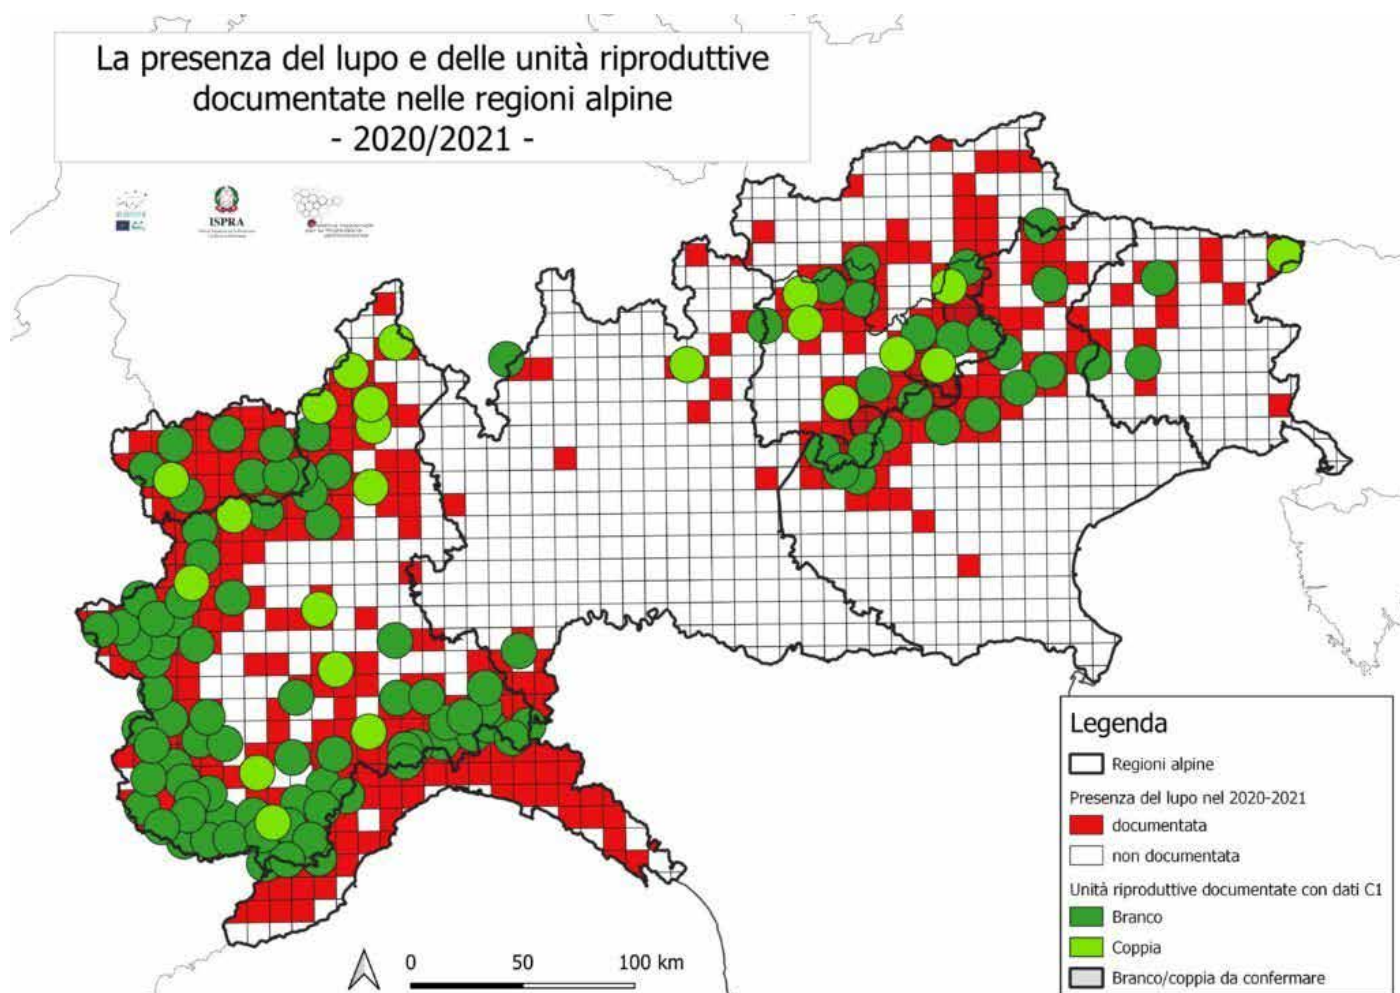 La presenza del lupo e delle unità riproduttive
documentate nelle regioni alpine
- 2020/2021 -
ISPRA
Legenda
Regioni alpine
Presenza del lupo nel 2020-2021
documentata
non documentata
Unità riproduttive documentate con dati C1
Branco
Coppia
Branco/coppia da confermare
0 50 100 km